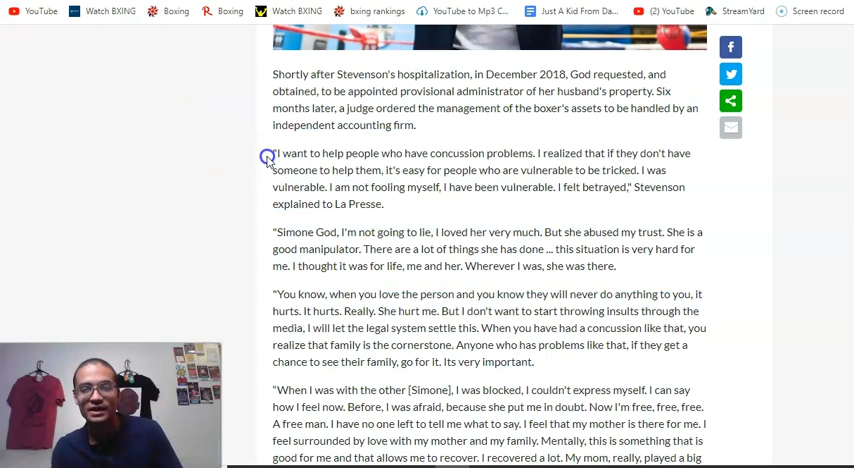 YouTube Watch BXING Boxing Boxing Watch BXING bxing rankings YouTube to Mp3 C... Just A Kid From Da... (2) YouTube StreamYard Screen record
Shortly after Stevenson's hospitalization, in December 2018, God requested, and
obtained, to be appointed provisional administrator of her husband's property. Six
months later, a judge ordered the management of the boxer's assets to be handled by an
independent accounting firm.
"I want to help people who have concussion problems. I realized that if they don't have
someone to help them, it's easy for people who are vulnerable to be tricked. I was
vulnerable. I am not fooling myself, I have been vulnerable. I felt betrayed," Stevenson
explained to La Presse.
"Simone God, I'm not going to lie, I loved her very much. But she abused my trust. She is a
good manipulator. There are a lot of things she has done ... this situation is very hard for
me. I thought it was for life, me and her. Wherever I was, she was there.
"You know, when you love the person and you know they will never do anything to you, it
hurts. It hurts. Really. She hurt me. But I don't want to start throwing insults through the
media, I will let the legal system settle this. When you have had a concussion like that, you
realize that family is the cornerstone. Anyone who has problems like that, if they get a
chance to see their family, go for it. Its very important.
"When I was with the other [Simone], I was blocked, I couldn't express myself. I can say
how I feel now. Before, I was afraid, because she put me in doubt. Now I'm free, free, free.
A free man. I have no one left to tell me what to say. I feel that my mother is there for me. I
feel surrounded by love with my mother and my family. Mentally, this is something that is
good for me and that allows me to recover. I recovered a lot. My mom, really, played a big